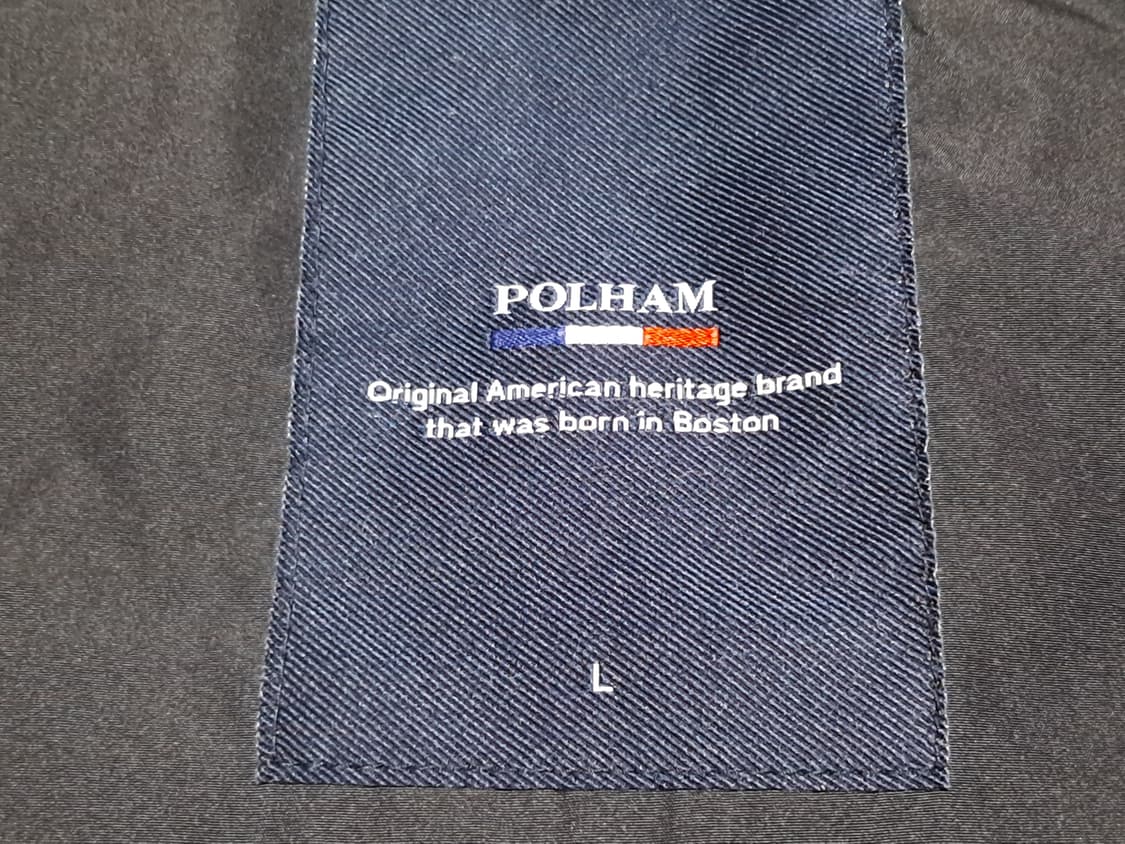 POLHAM
Original American heritage brand
that was born in Boston
L